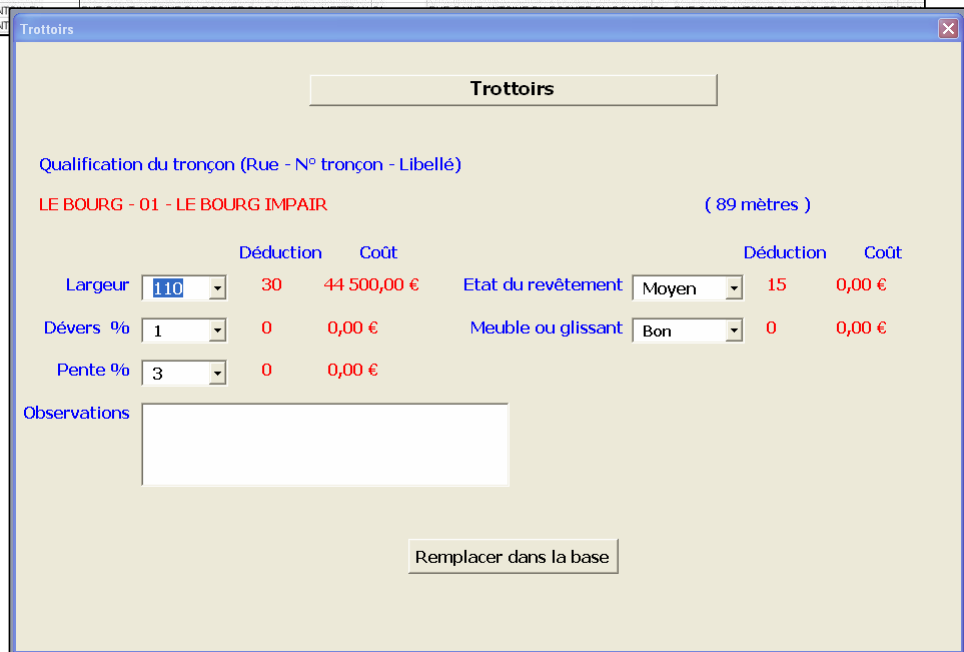 Trottoirs
Trottoirs
Qualification du tronçon (Rue - N° tronçon - Libellé)
LE BOURG - 01 - LE BOURG IMPAIR ( 89 mètres )
Déduction Coût Déduction Coût
Largeur 110 30 44 500,00 € Etat du revêtement Moyen 15 0,00 €
Dévers % 1 0 0,00 € Meuble ou glissant Bon 0 0,00 €
Pente % 3 0 0,00 €
Observations
Remplacer dans la base